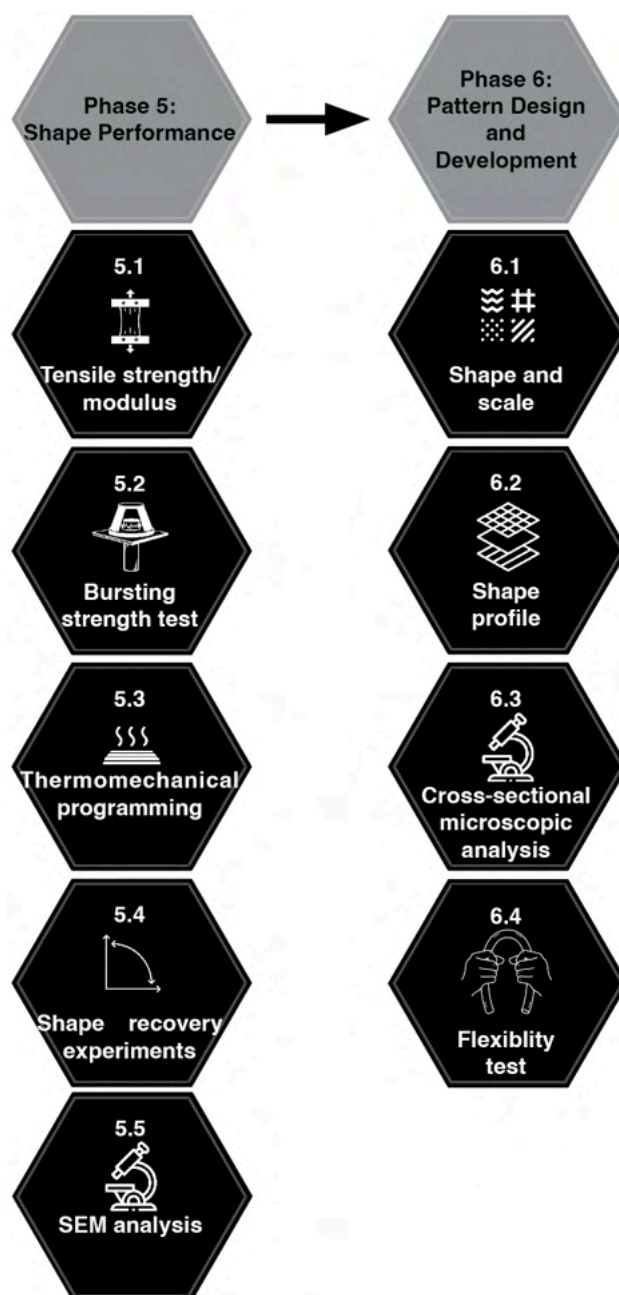 Phase 5:
Shape Performance
5.1
Tensile strength/
modulus
5.2
Bursting
strength test
5.3
Thermomechanical
programming
5.4
Shape recovery
experiments
5.5
SEM analysis
Phase 6:
Pattern Design
and
Development
6.1
Shape and
scale
6.2
Shape
profile
6.3
Cross-sectional
microscopic
analysis
6.4
Flexiblity
test